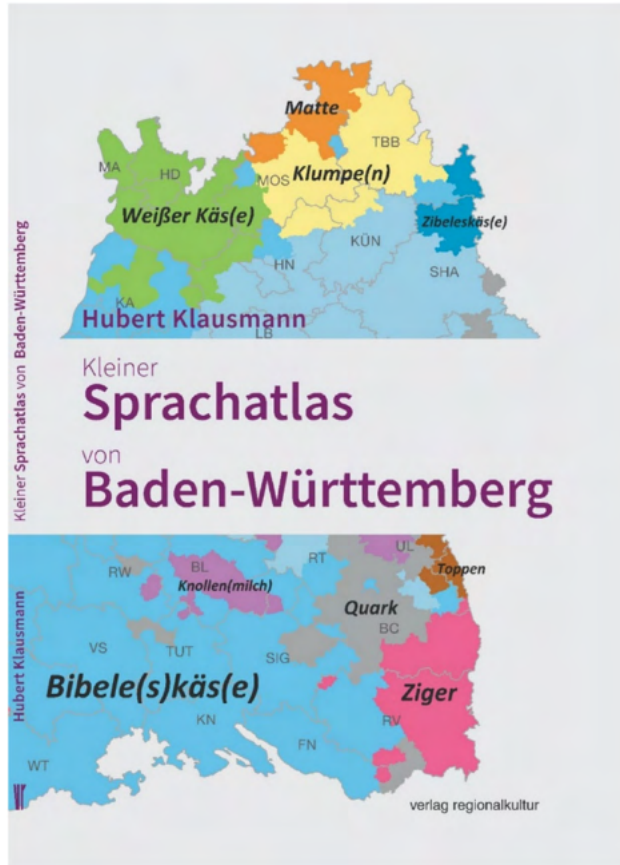 Matte
TBB
MA
HD
MOS
Klumpe(n)
Weißer Käs(e)
Zibeleskäs(e)
KÜN
HN
SHA
KA
LB
Hubert Klausmann
Kleiner
Sprachatlas
von
Baden-Württemberg
Kleiner Sprachatlas von Baden-Württemberg
Hubert Klausmann
RW
BL
Knollen(milch)
RT
UL
Toppen
Quark
BC
VS
TUT
SIG
Bibele(s)käs(e)
Ziger
KN
FN
RV
WT
verlag regionalkultur